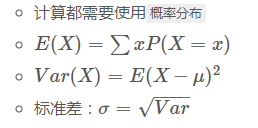 计算都需要使用 概率分布
E(X) = ∑ xP(X = x)
Var(X) = E(X − μ)²
标准差：σ = √Var